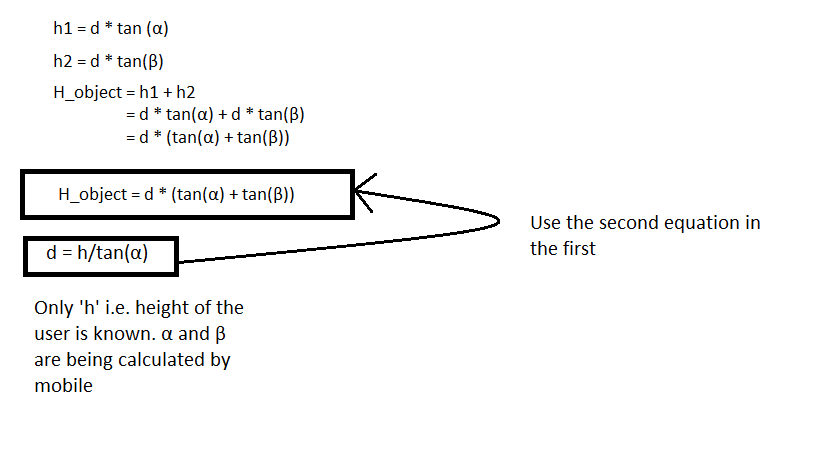 h1 = d * tan (α)
h2 = d * tan(β)
H_object = h1 + h2
= d * tan(α) + d * tan(β)
= d * (tan(α) + tan(β))
H_object = d * (tan(α) + tan(β))
d = h/tan(α)
Use the second equation in
the first
Only 'h' i.e. height of the
user is known. α and β
are being calculated by
mobile